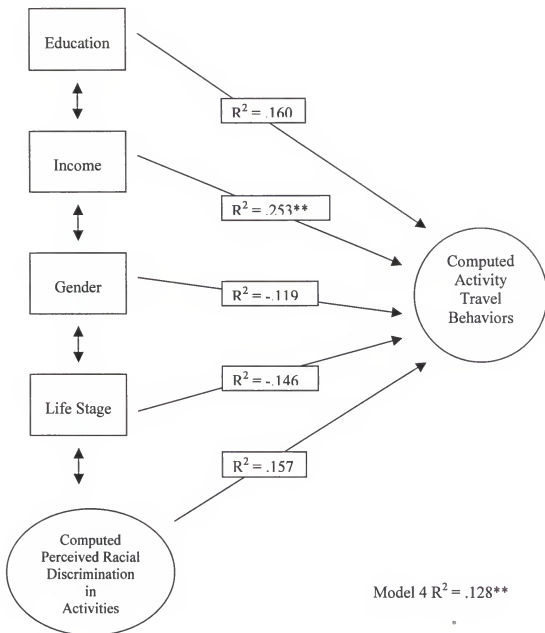 Education
R² = .160
Income
R² = .253**
Computed
Activity
Travel
Behaviors
Gender
R² = -.119
R² = -.146
Life Stage
R² = .157
Computed
Perceived Racial
Discrimination
in
Activities
Model 4 R² = .128**